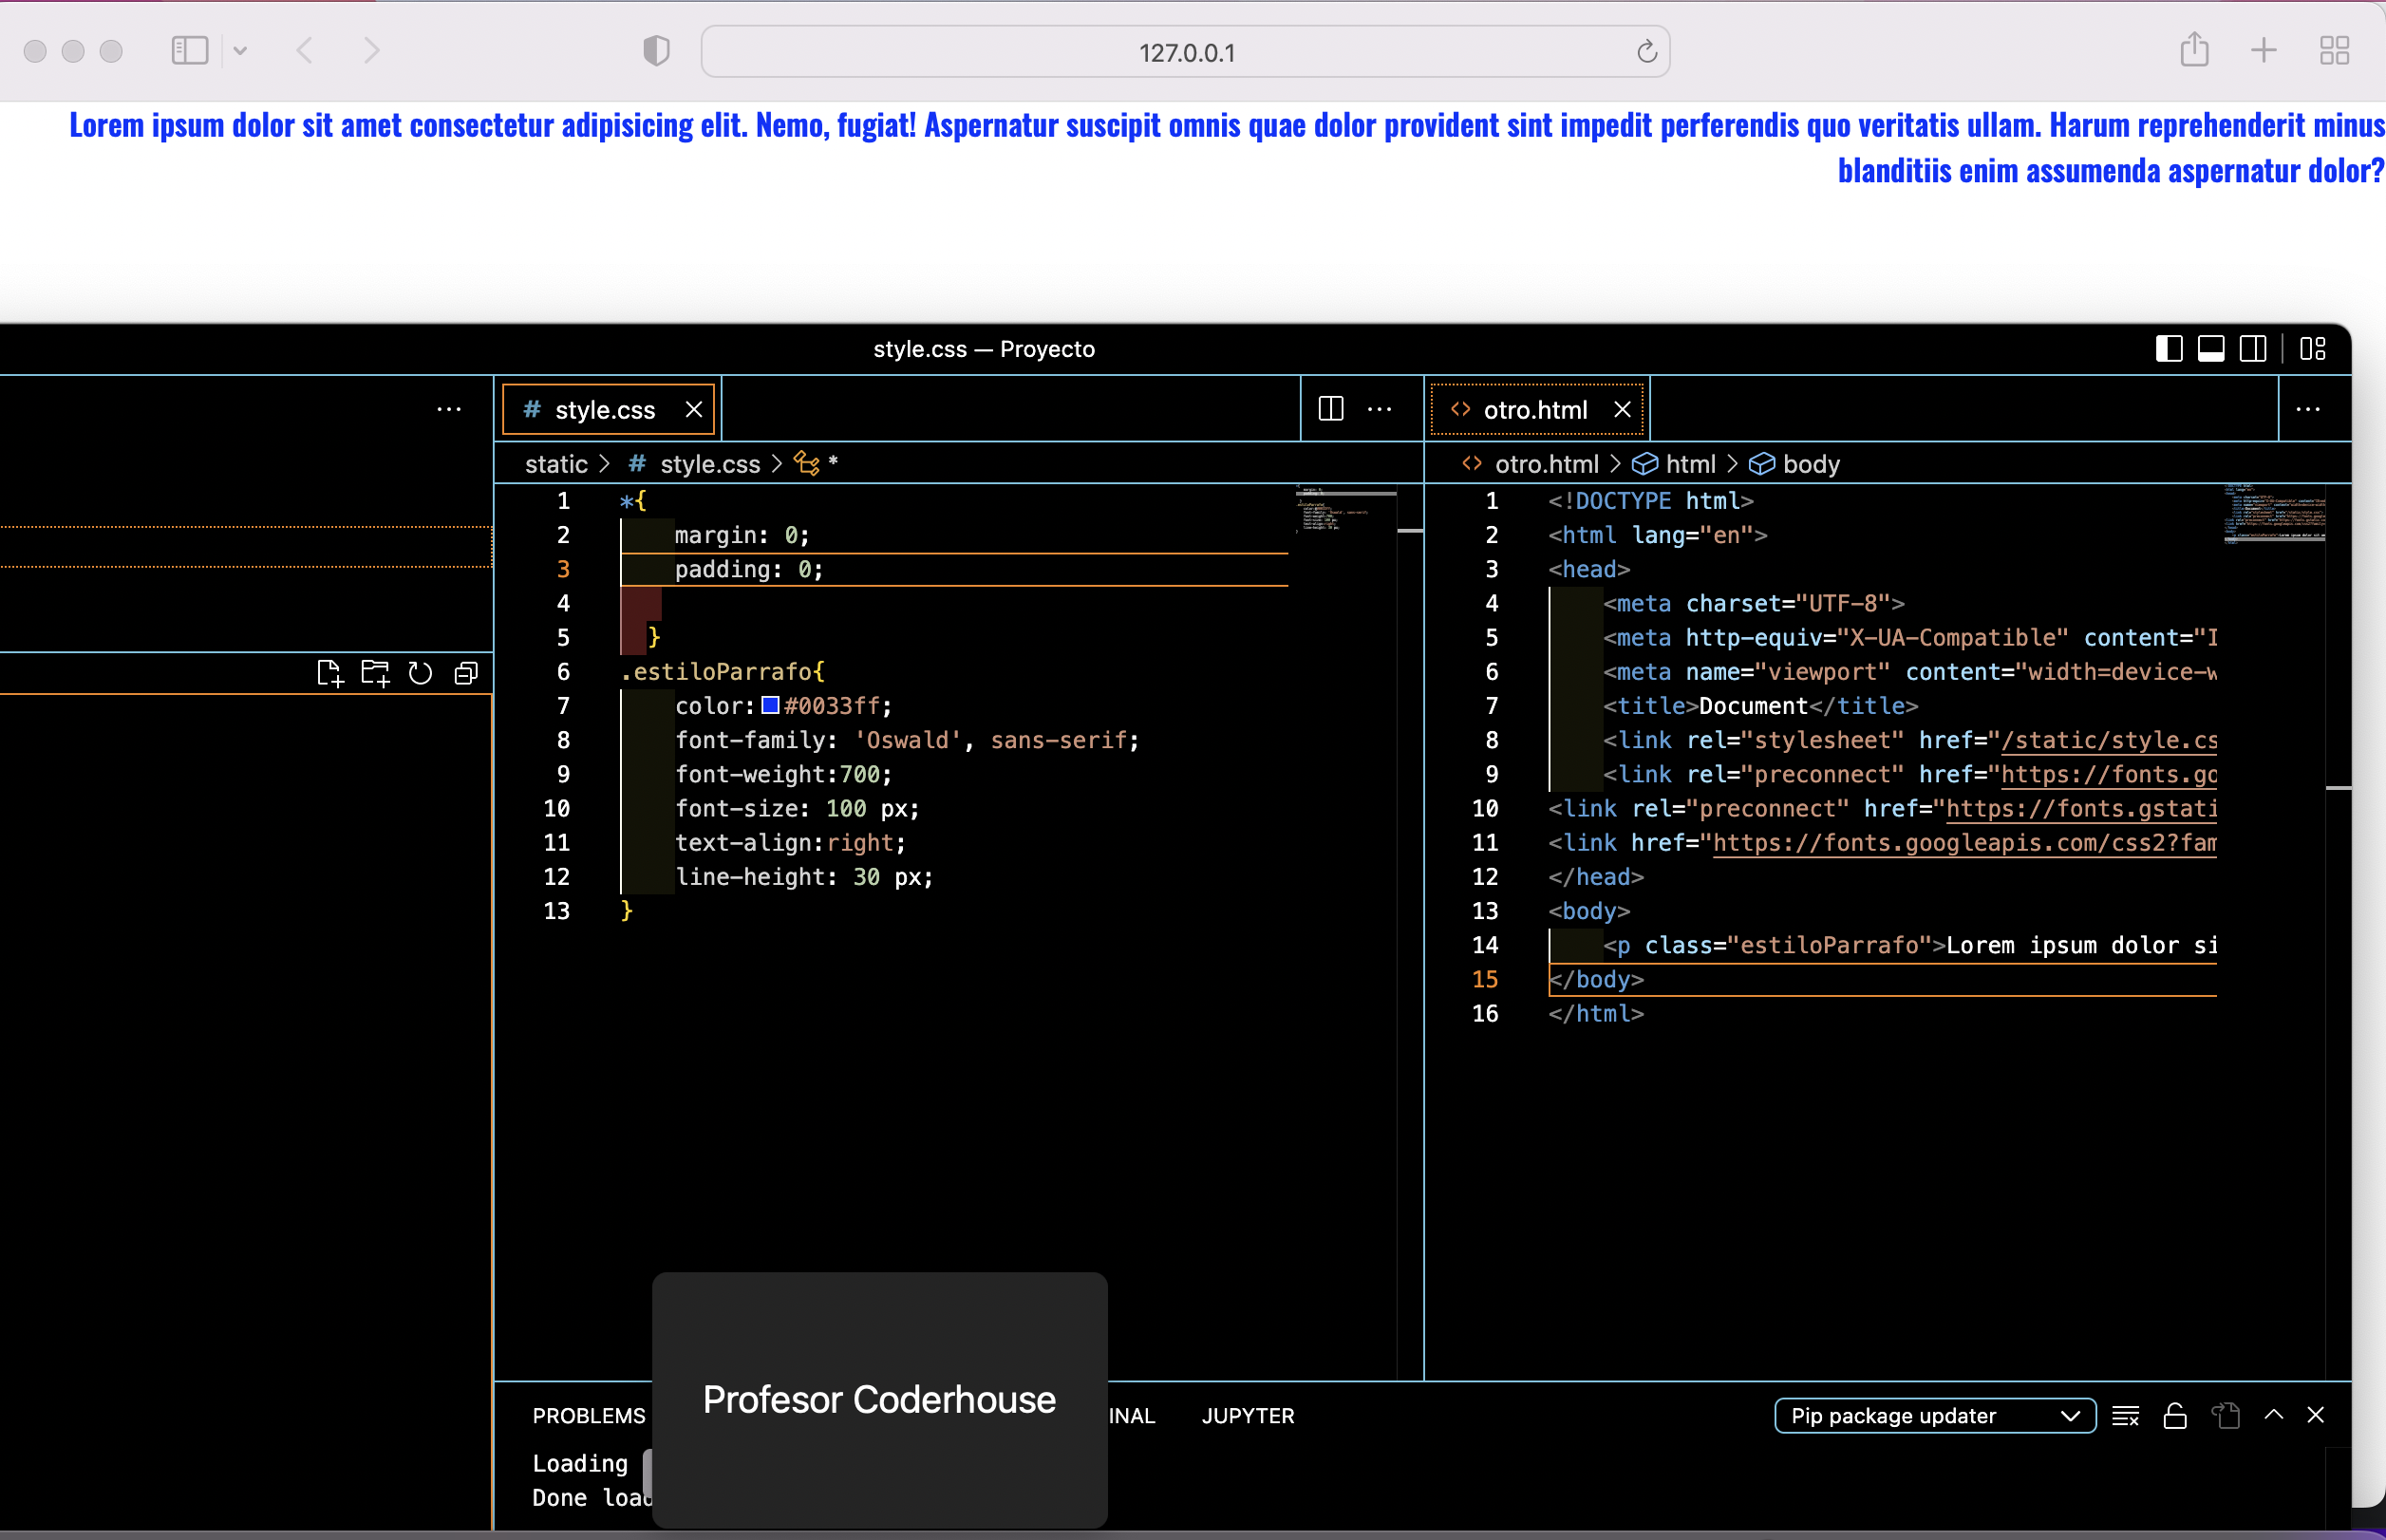 127.0.0.1
Lorem ipsum dolor sit amet consectetur adipisicing elit. Nemo, fugiat! Aspernatur suscipit omnis quae dolor provident sint impedit perferendis quo veritatis ullam. Harum reprehenderit minus
blanditiis enim assumenda aspernatur dolor?
style.css — Proyecto
# style.css
static > # style.css > *
1 *{
2 margin: 0;
3 padding: 0;
4
5 }
6 .estiloParrafo{
7 color:#0033ff;
8 font-family: 'Oswald', sans-serif;
9 font-weight:700;
10 font-size: 100 px;
11 text-align:right;
12 line-height: 30 px;
13 }
<> otro.html
<> otro.html > html > body
1 <!DOCTYPE html>
2 <html lang="en">
3 <head>
4 <meta charset="UTF-8">
5 <meta http-equiv="X-UA-Compatible" content="I
6 <meta name="viewport" content="width=device-w
7 <title>Document</title>
8 <link rel="stylesheet" href="/static/style.cs
9 <link rel="preconnect" href="https://fonts.go
10 <link rel="preconnect" href="https://fonts.gstati
11 <link href="https://fonts.googleapis.com/css2?fam
12 </head>
13 <body>
14 <p class="estiloParrafo">Lorem ipsum dolor si
15 </body>
16 </html>
PROBLEMS INAL JUPYTER Pip package updater
Profesor Coderhouse
Loading
Done load